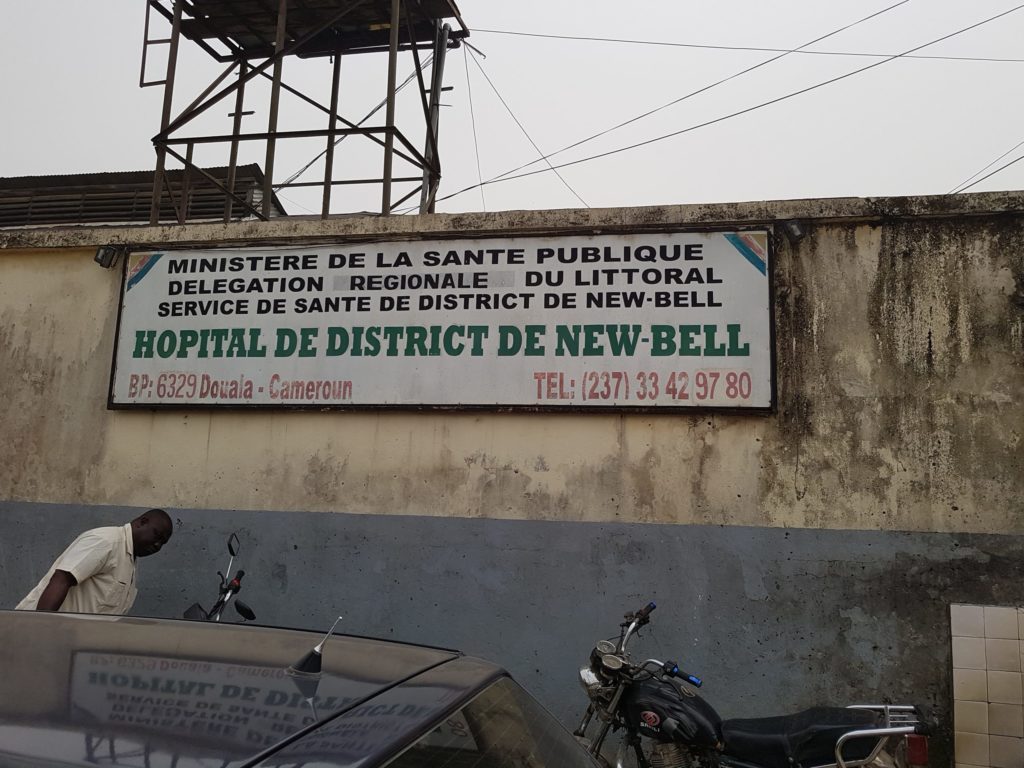 MINISTERE DE LA SANTE PUBLIQUE
DELEGATION REGIONALE DU LITTORAL
SERVICE DE SANTE DE DISTRICT DE NEW-BELL
HOPITAL DE DISTRICT DE NEW-BELL
BP: 6329 Douala - Cameroun TEL: (237) 33 42 97 80